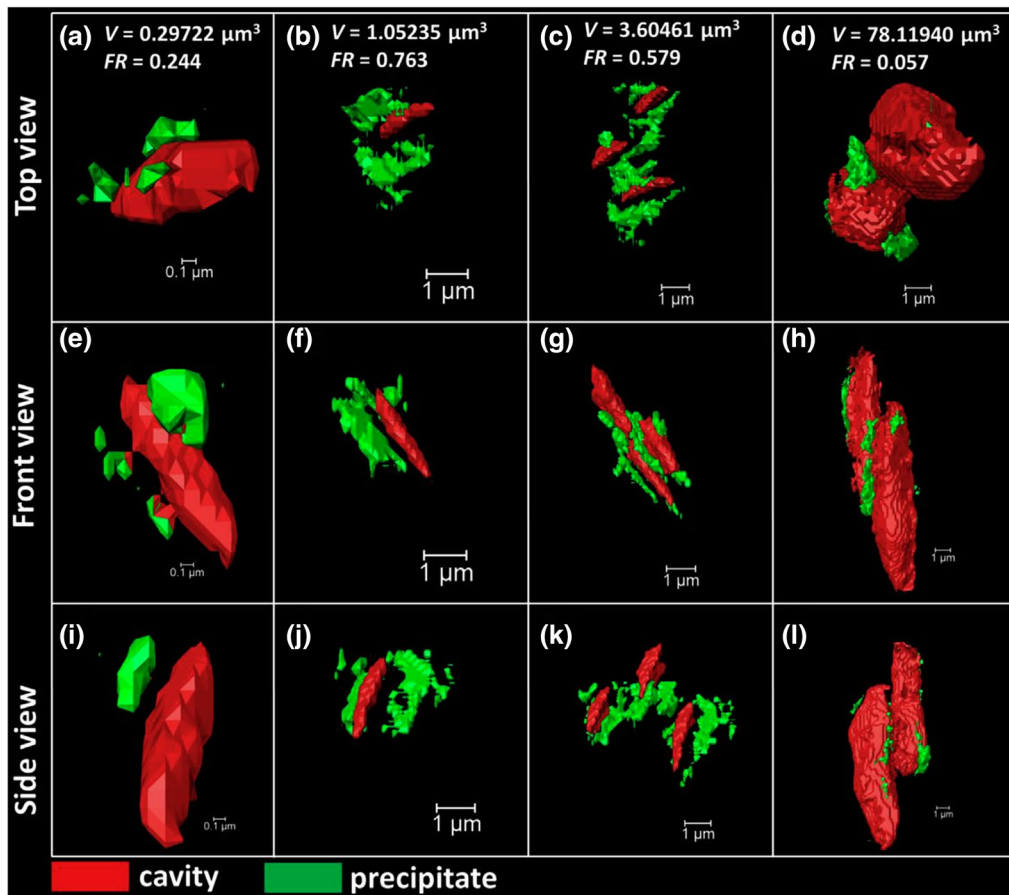 (a) V = 0.29722 µm³
FR = 0.244
(b) V = 1.05235 µm³
FR = 0.763
(c) V = 3.60461 µm³
FR = 0.579
(d) V = 78.11940 µm³
FR = 0.057
Top view
0.1 µm
1 µm
1 µm
1 µm
(e)
(f)
(g)
(h)
Front view
0.1 µm
1 µm
1 µm
1 µm
(i)
(j)
(k)
(l)
Side view
0.1 µm
1 µm
1 µm
1 µm
cavity
precipitate